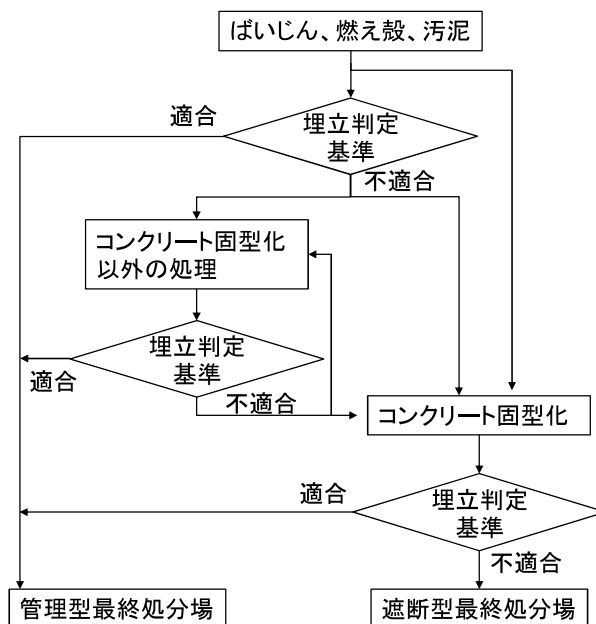 ばいじん、燃え殻、汚泥
適合
埋立判定
基準
不適合
コンクリート固型化
以外の処理
埋立判定
基準
適合
不適合
コンクリート固型化
適合
埋立判定
基準
不適合
管理型最終処分場
遮断型最終処分場